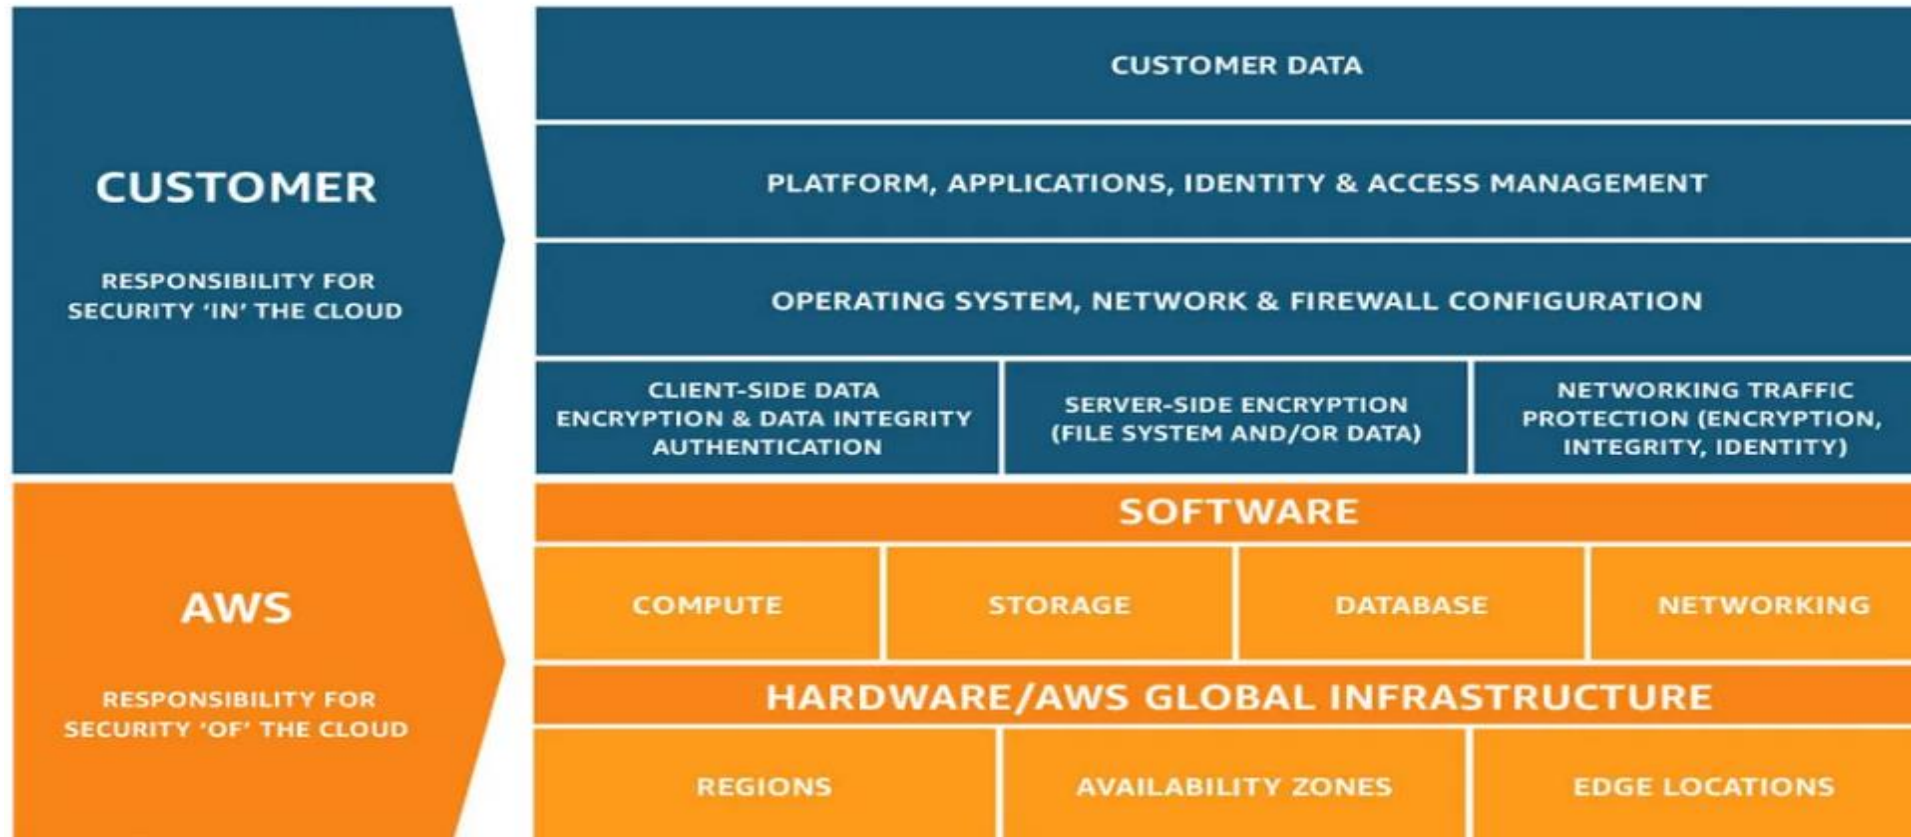 CUSTOMER
RESPONSIBILITY FOR
SECURITY ‘IN’ THE CLOUD
CUSTOMER DATA
PLATFORM, APPLICATIONS, IDENTITY & ACCESS MANAGEMENT
OPERATING SYSTEM, NETWORK & FIREWALL CONFIGURATION
CLIENT-SIDE DATA
ENCRYPTION & DATA INTEGRITY
AUTHENTICATION
SERVER-SIDE ENCRYPTION
(FILE SYSTEM AND/OR DATA)
NETWORKING TRAFFIC
PROTECTION (ENCRYPTION,
INTEGRITY, IDENTITY)
AWS
RESPONSIBILITY FOR
SECURITY ‘OF’ THE CLOUD
SOFTWARE
COMPUTE
STORAGE
DATABASE
NETWORKING
HARDWARE/AWS GLOBAL INFRASTRUCTURE
REGIONS
AVAILABILITY ZONES
EDGE LOCATIONS